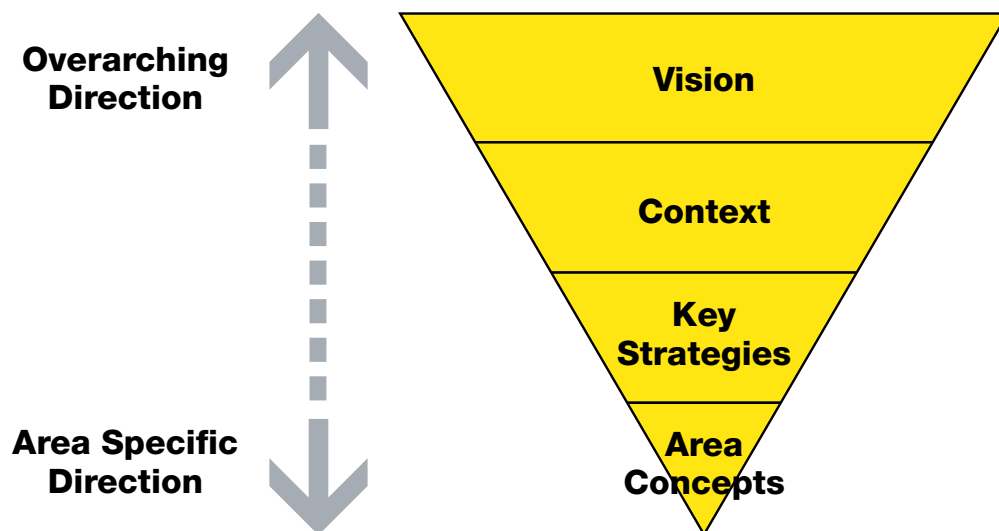 Overarching
Direction
Vision
Context
Key
Strategies
Area Specific
Direction
Area
Concepts